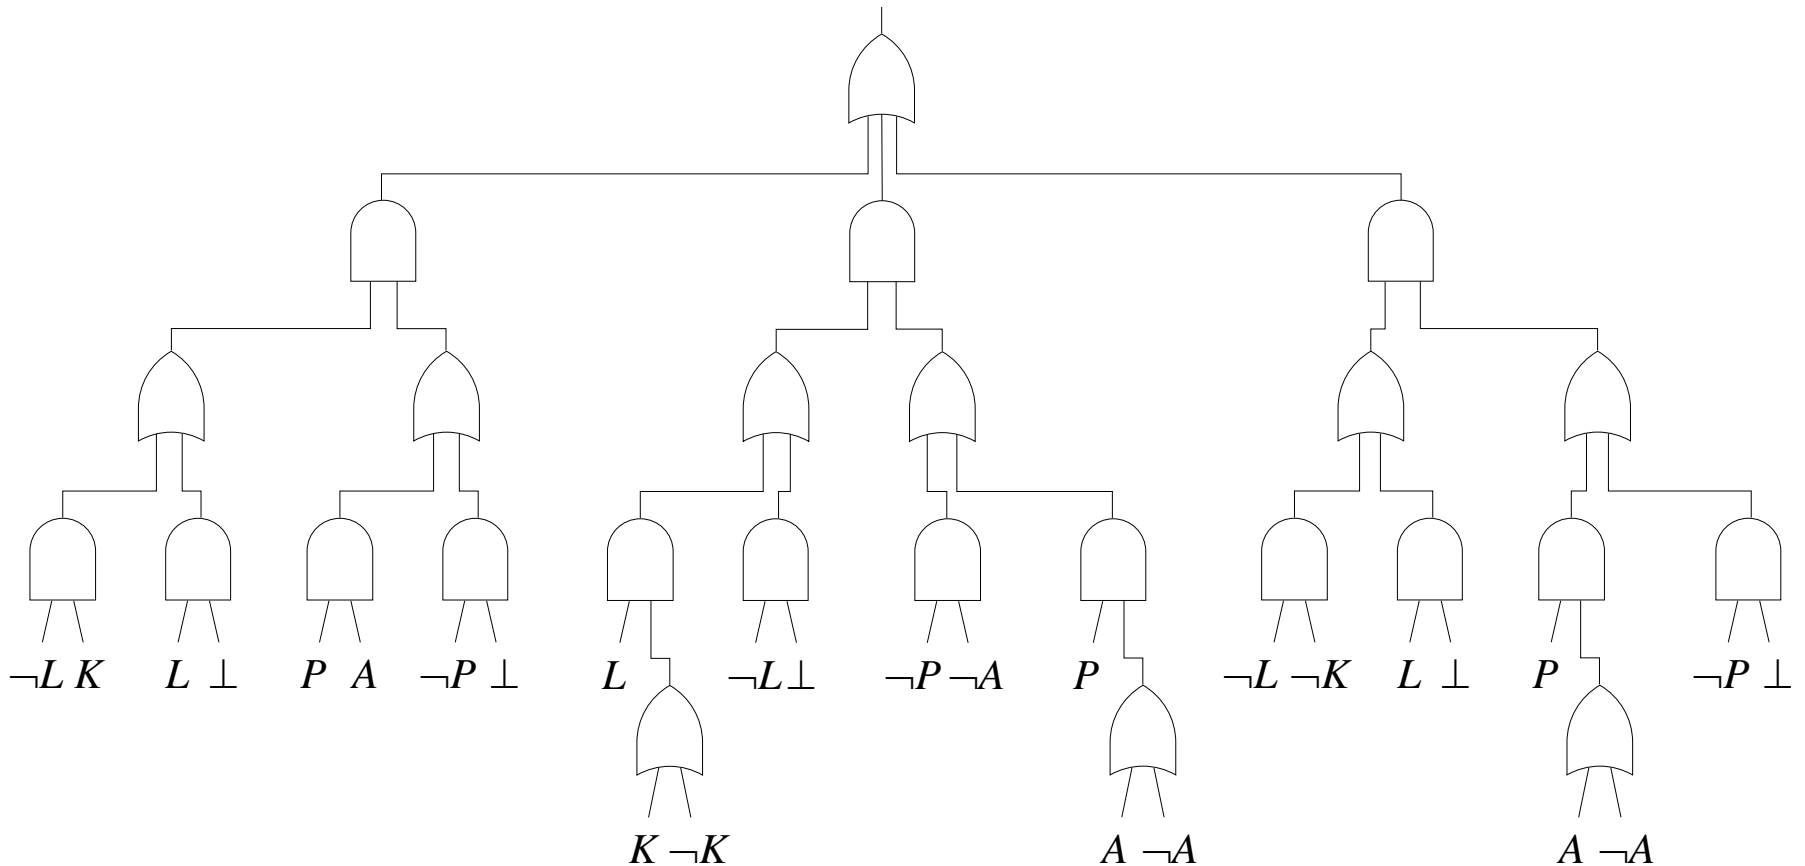 ¬L K L ⊥ P A ¬P ⊥ L ¬L ⊥ ¬P ¬A P ¬L ¬K L ⊥ P ¬P ⊥
K ¬K A ¬A A ¬A